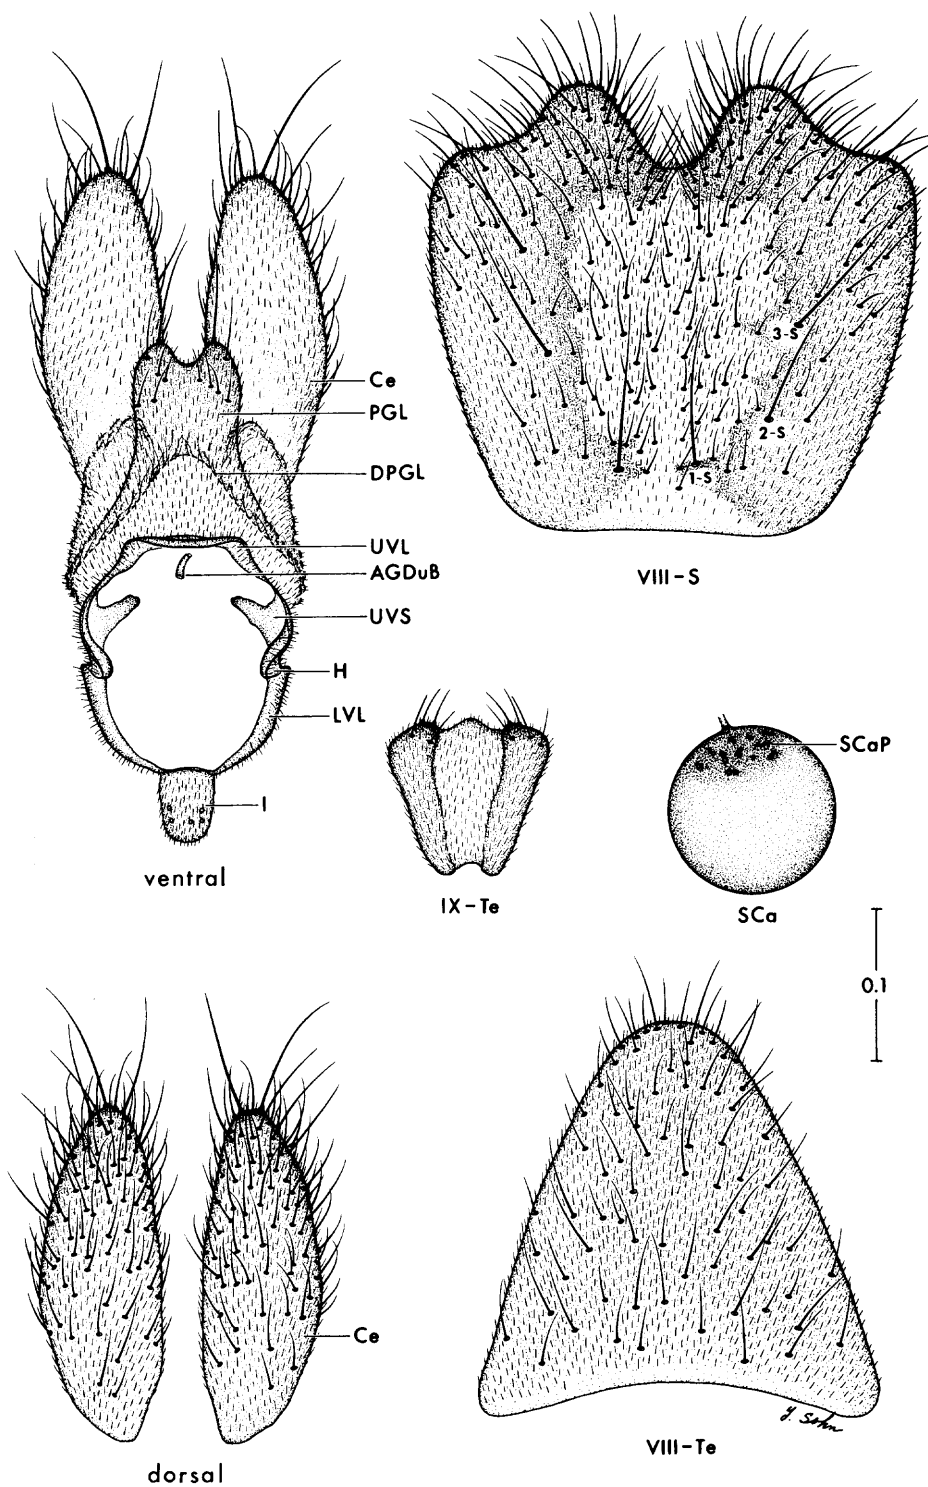 Ce
PGL
DPGL
UVL
AGDuB
UVS
H
LVL
I
ventral
3-S
2-S
1-S
VIII-S
IX-Te
SCaP
SCa
0.1
Ce
dorsal
Y. Sohn
VIII-Te